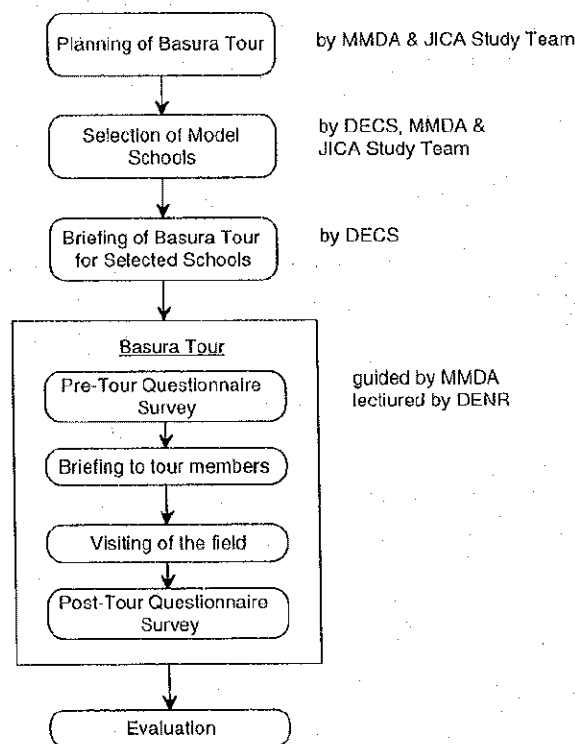 Planning of Basura Tour
by MMDA & JICA Study Team
Selection of Model
Schools
by DECS, MMDA &
JICA Study Team
Briefing of Basura Tour
for Selected Schools
by DECS
Basura Tour
guided by MMDA
lectiured by DENR
Pre-Tour Questionnaire
Survey
Briefing to tour members
Visiting of the field
Post-Tour Questionnaire
Survey
Evaluation